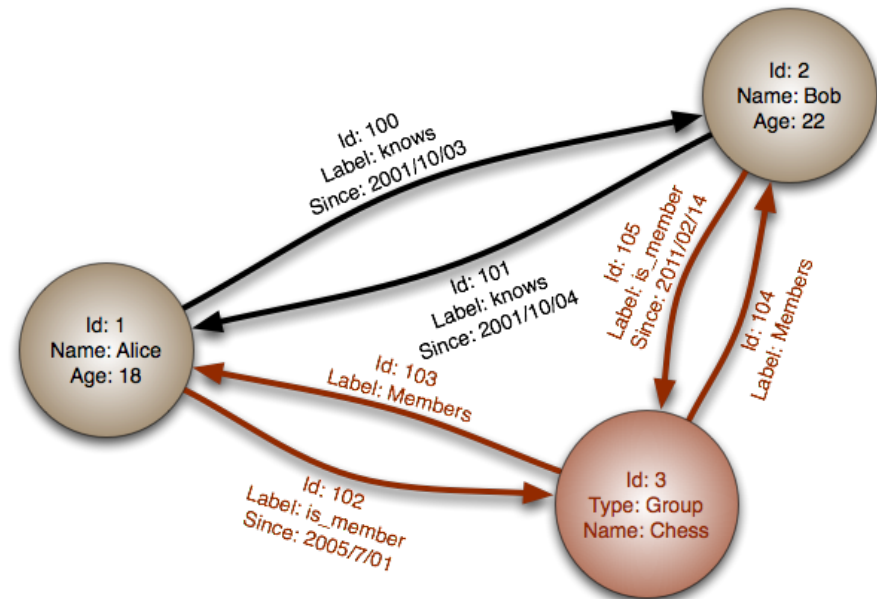 Id: 2
Name: Bob
Age: 22
Id: 100
Label: knows
Since: 2001/10/03
Id: 101
Label: knows
Since: 2001/10/04
Id: 105
Label: is_member
Since: 2011/02/14
Id: 104
Label: Members
Id: 1
Name: Alice
Age: 18
Id: 103
Label: Members
Id: 102
Label: is_member
Since: 2005/7/01
Id: 3
Type: Group
Name: Chess